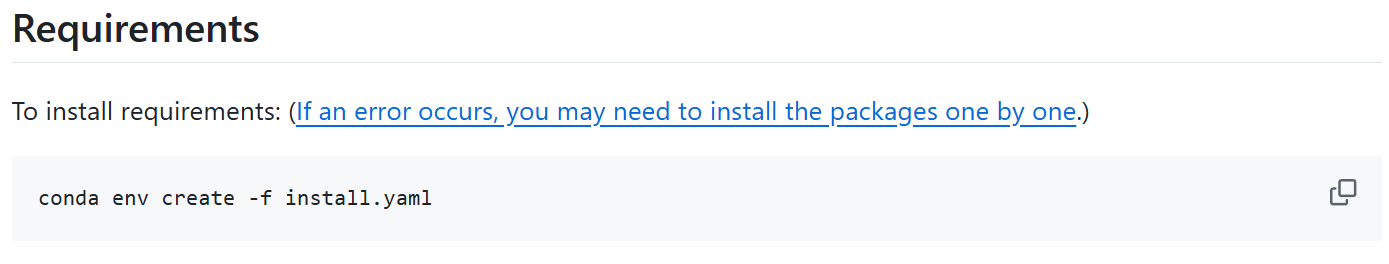 Requirements
To install requirements: (If an error occurs, you may need to install the packages one by one.)
conda env create -f install.yaml